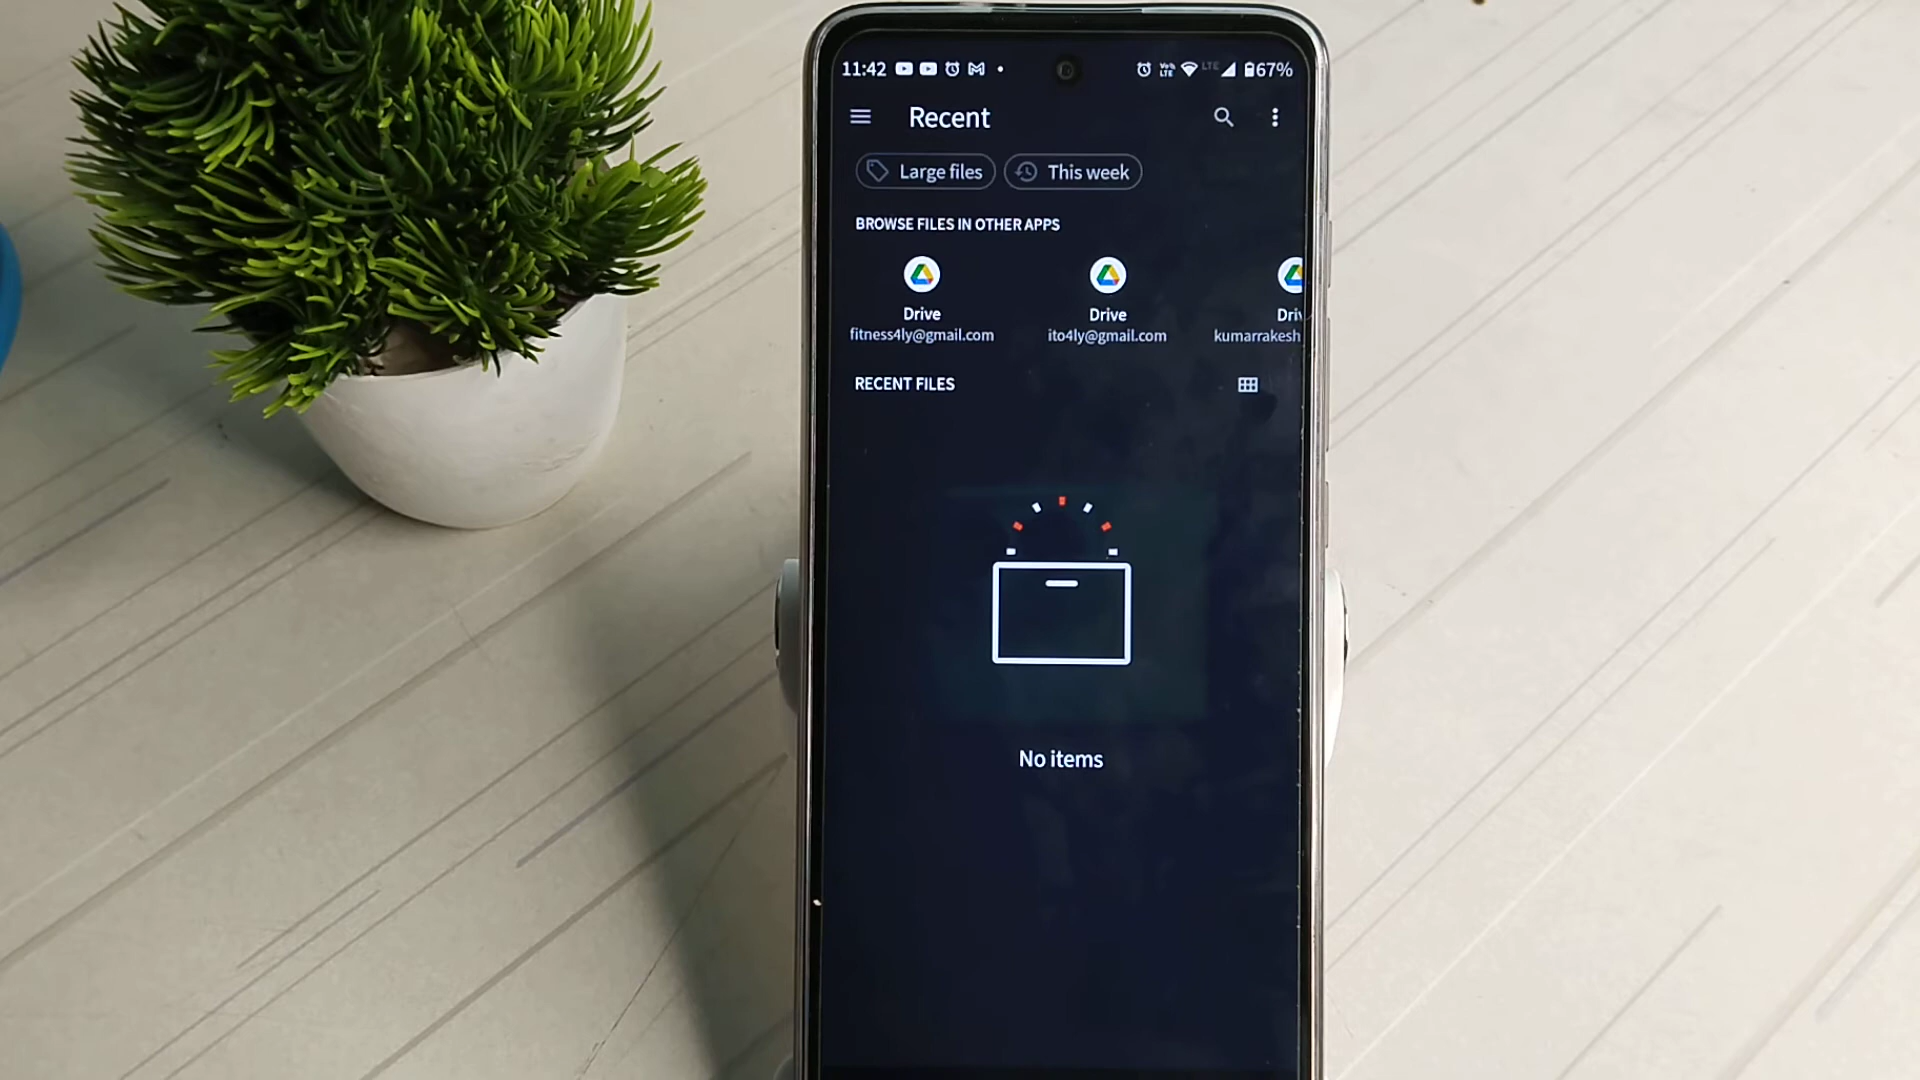 11:42 67%
Recent
Large files This week
BROWSE FILES IN OTHER APPS
Drive Drive Driv
fitness4ly@gmail.com ito4ly@gmail.com kumarrakesh
RECENT FILES
No items